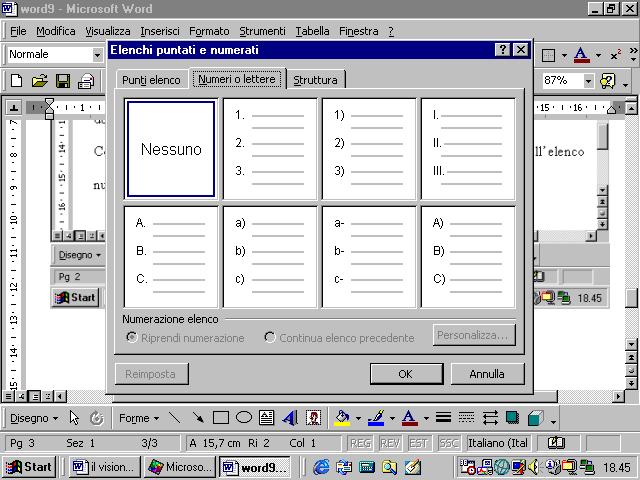 word9 - Microsoft Word
File Modifica Visualizza Inserisci Formato Strumenti Tabella Finestra ?
Normale
87%
Elenchi puntati e numerati
Punti elenco Numeri o lettere Struttura
Nessuno
1.
2.
3.
1)
2)
3)
I.
II.
III.
A.
B.
C.
a)
b)
c)
a-
b-
c-
A)
B)
C)
Numerazione elenco
Riprendi numerazione Continua elenco precedente Personalizza...
Reimposta OK Annulla
1 15 16
ll'elenco
Disegno
Pg 2
Start 18.45
Disegno Forme
Pg 3 Sez 1 3/3 A 15,7 cm Ri 2 Col 1 REG REV EST SSC Italiano (Ital
Start il vision... Microso... word9... 18.45